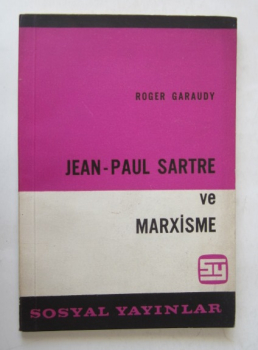 ROGER GARAUDY
JEAN-PAUL SARTRE
ve
MARXİSME
SY
SOSYAL YAYINLAR